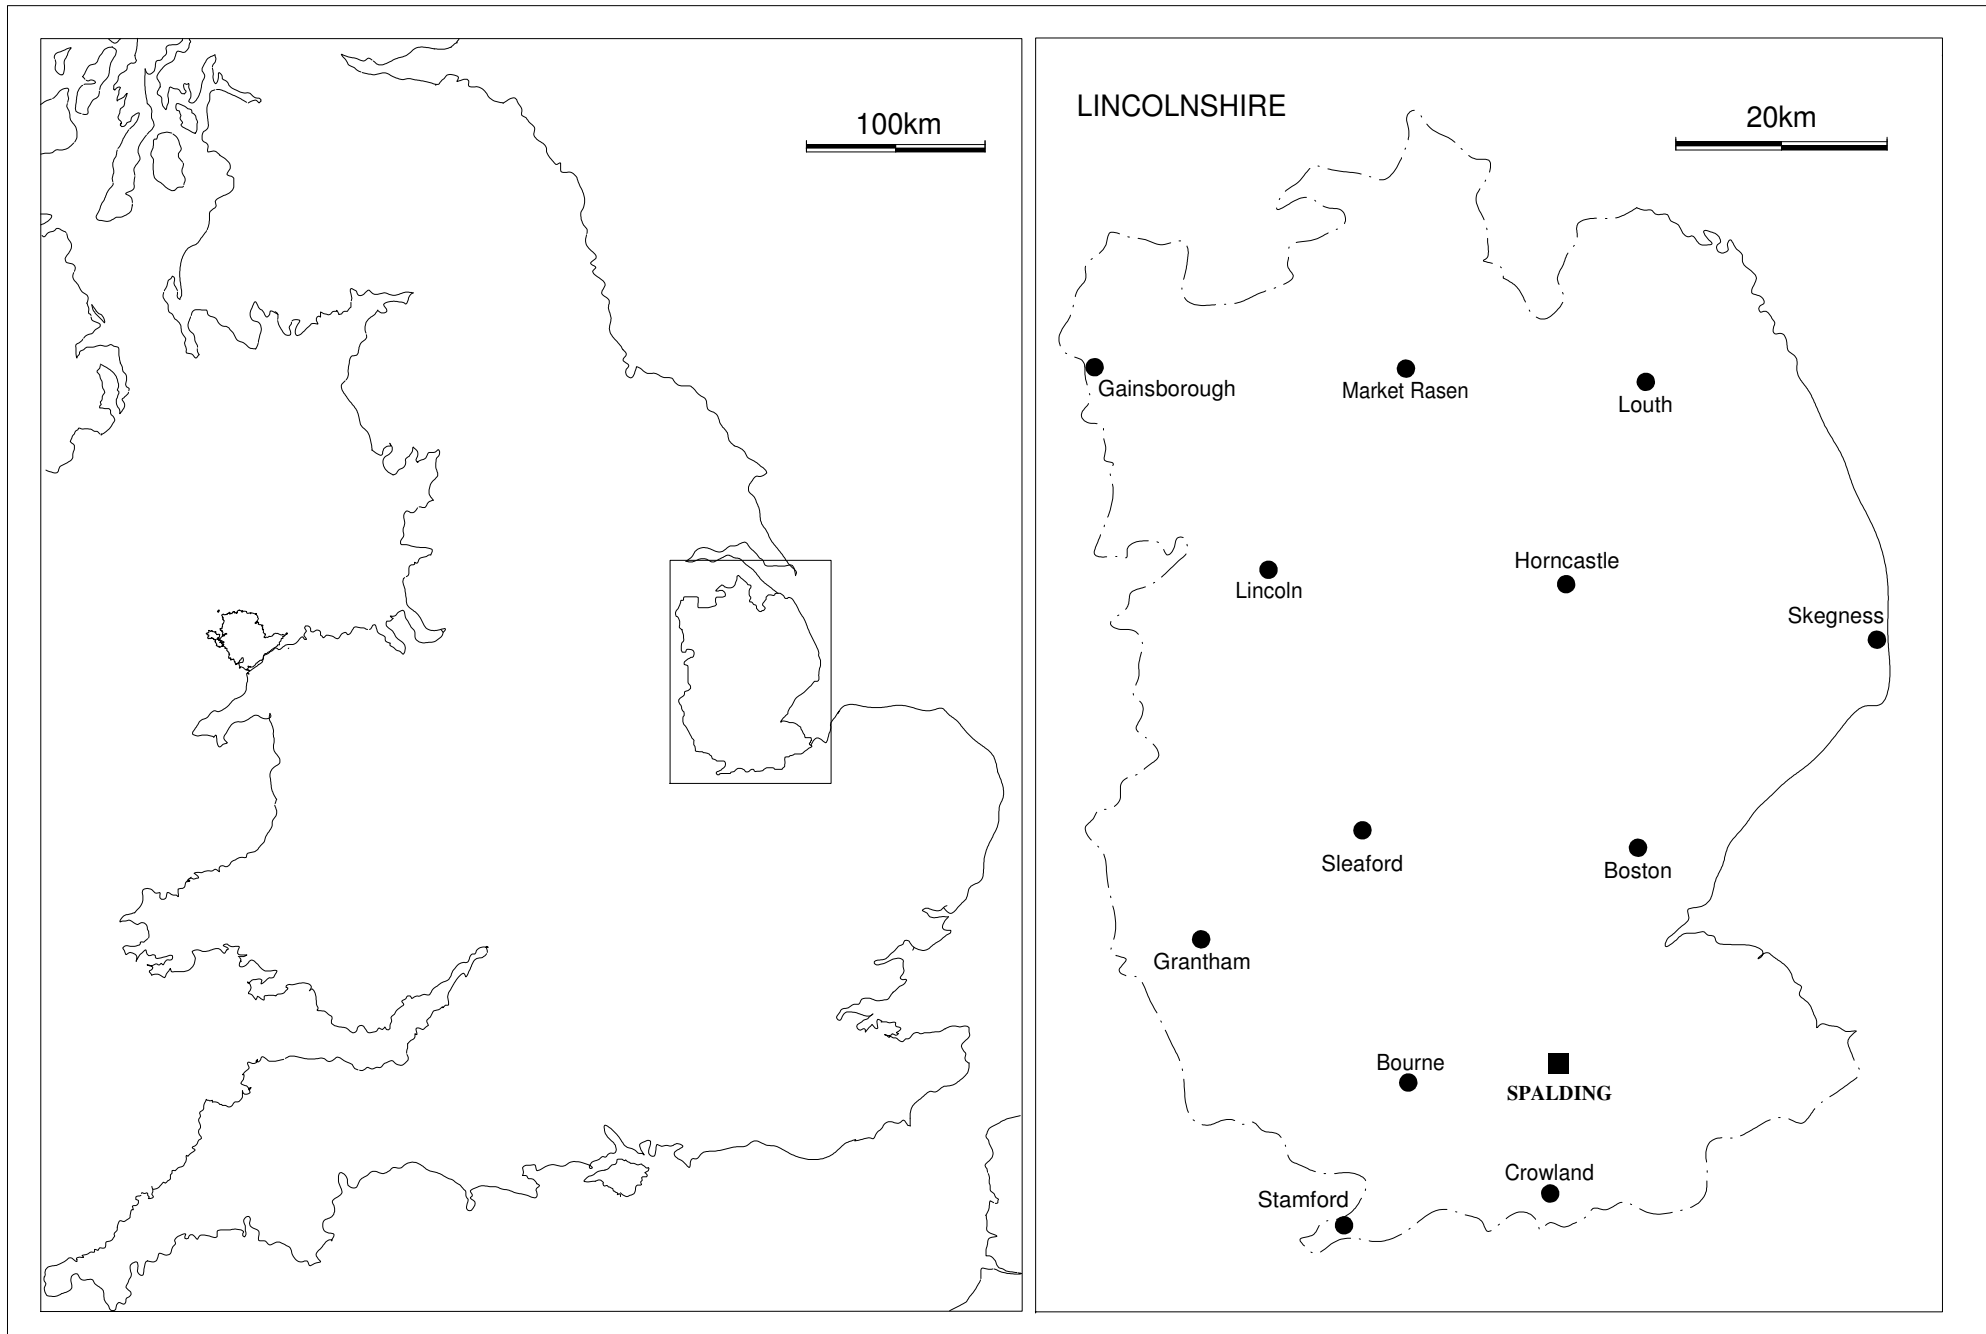 100km
LINCOLNSHIRE
20km
Gainsborough
Market Rasen
Louth
Horncastle
Lincoln
Skegness
Sleaford
Boston
Grantham
Bourne
SPALDING
Crowland
Stamford